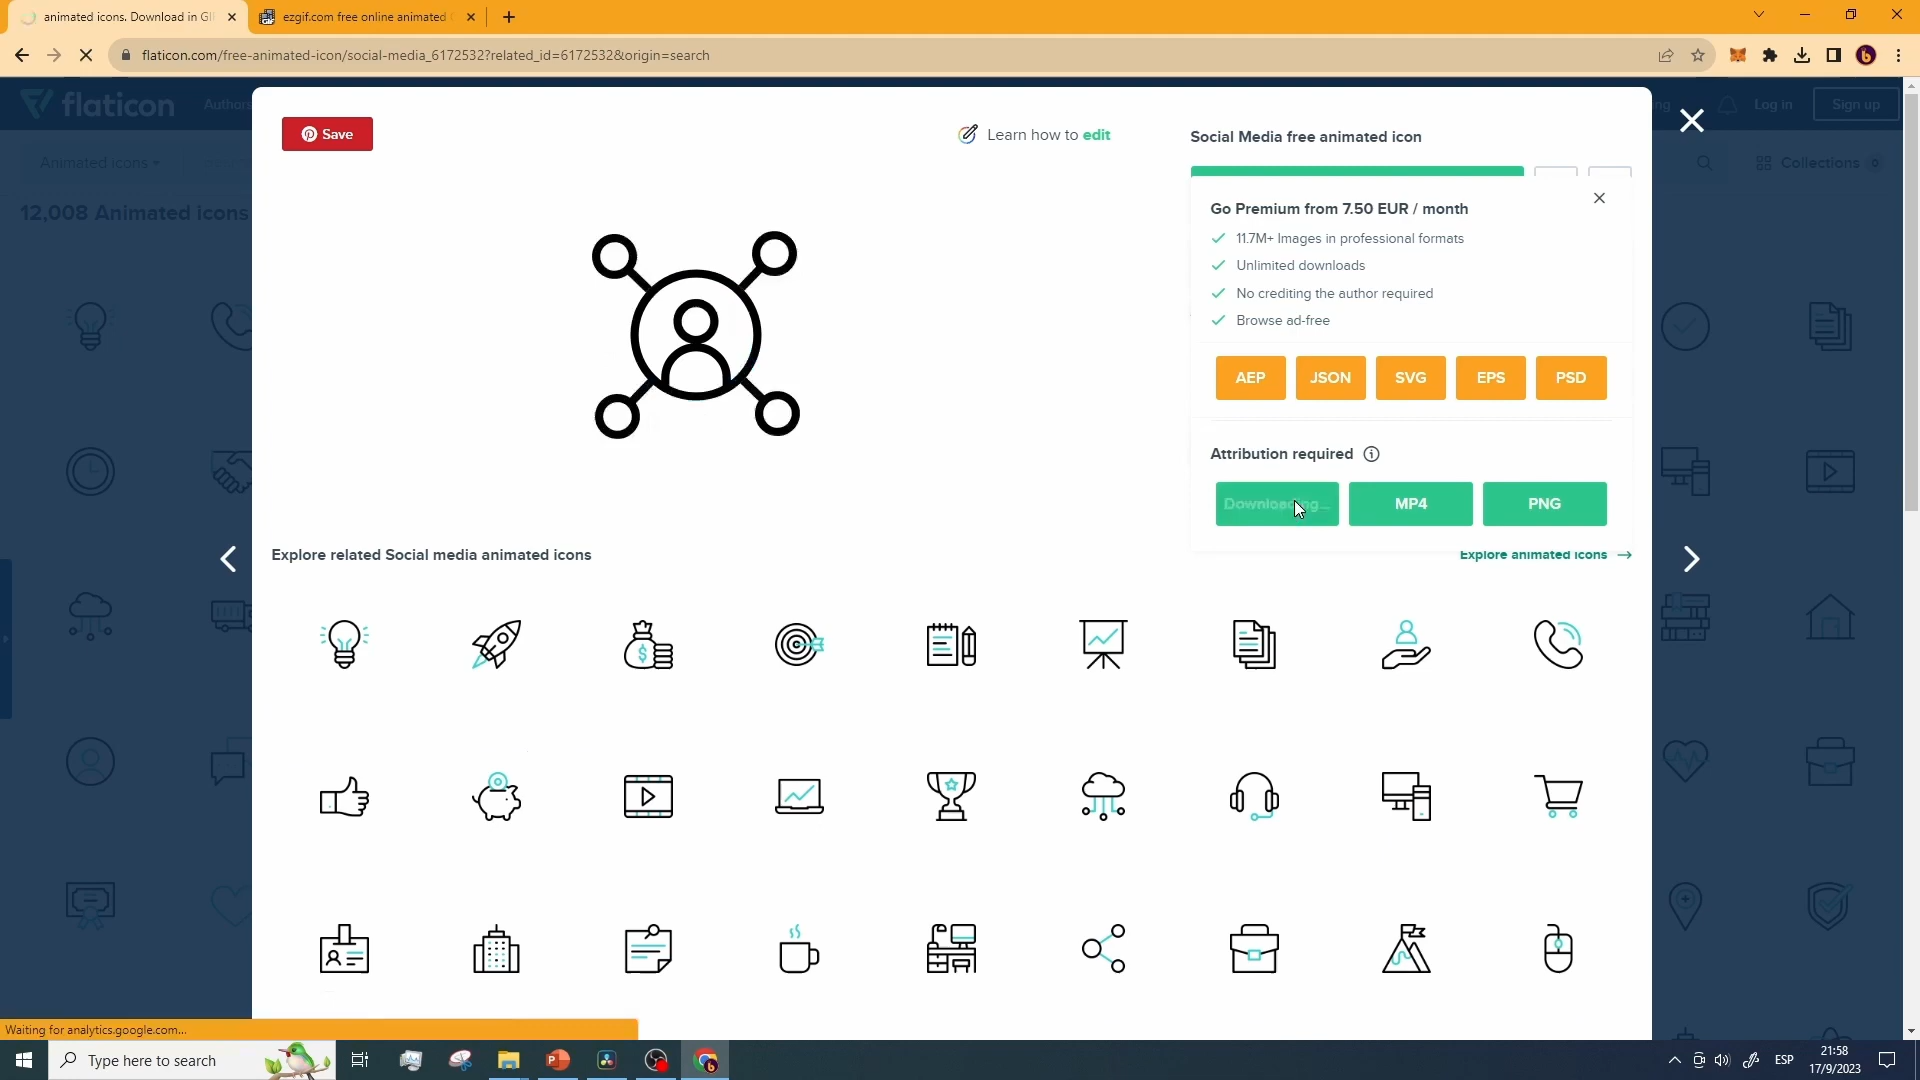 animated icons. Download in GI
ezgif.com free online animated
flaticon.com/free-animated-icon/social-media_6172532?related_id=6172532&origin=search
flaticon
Authors
Log in
Sign up
Save
Learn how to edit
Social Media free animated icon
Animated icons
Collections 0
12,008 Animated icons
Go Premium from 7.50 EUR / month
11.7M+ Images in professional formats
Unlimited downloads
No crediting the author required
Browse ad-free
AEP
JSON
SVG
EPS
PSD
Attribution required
Downloading...
MP4
PNG
Explore related Social media animated icons
Explore animated icons
Waiting for analytics.google.com...
Type here to search
ESP
21:58
17/9/2023